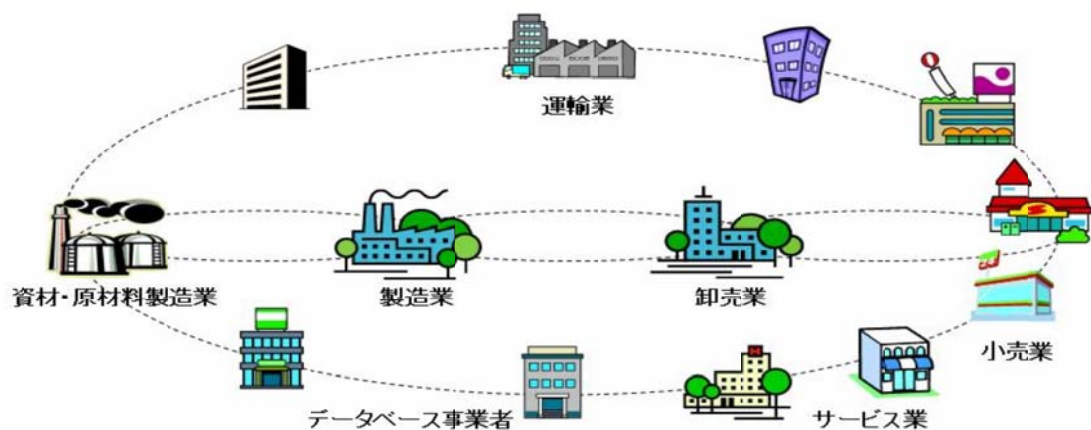 運輸業
資材・原材料製造業
製造業
卸売業
小売業
データベース事業者
サービス業